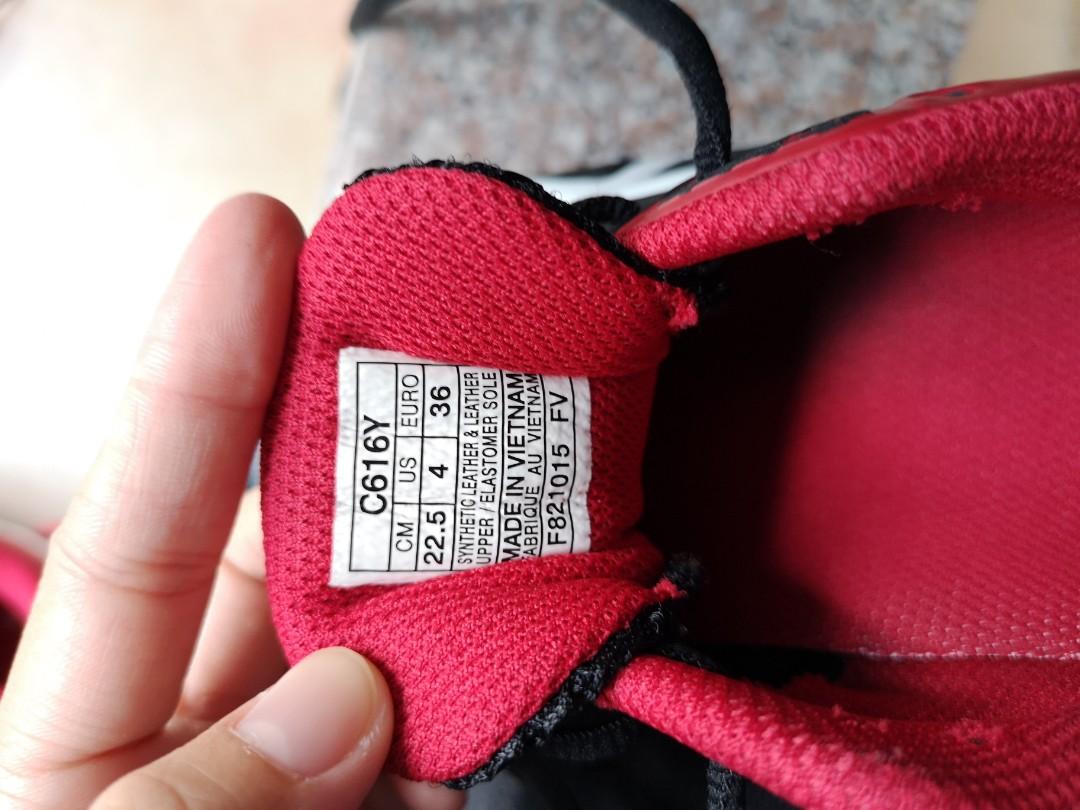 C616Y
CM US EURO
22.5 4 36
SYNTHETIC LEATHER & LEATHER
UPPER / ELASTOMER SOLE
MADE IN VIETNAM
FABRIQUE AU VIETNAM
F821015 FV